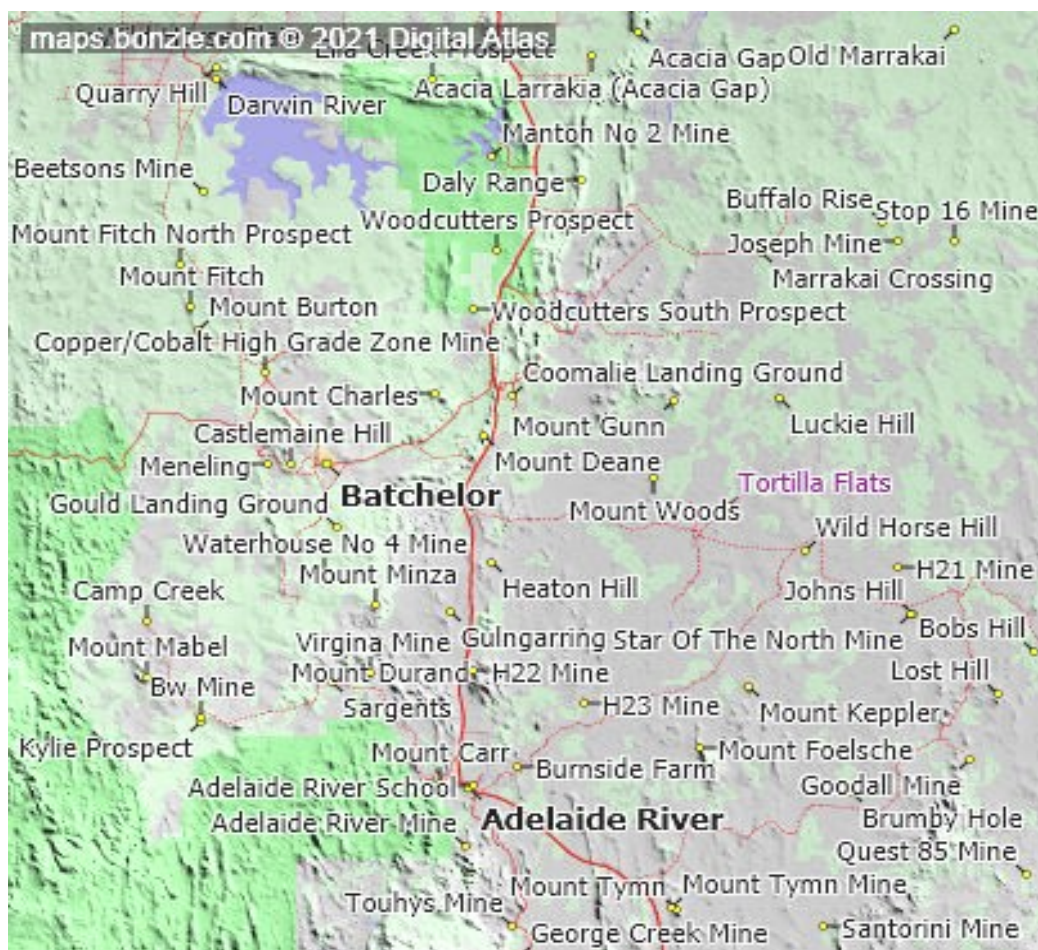 maps.bonzle.com © 2021 Digital Atlas
Ella Creek Prospect
Acacia Gap
Old Marrakai
Quarry Hill
Darwin River
Acacia Larrakia (Acacia Gap)
Manton No 2 Mine
Beetsons Mine
Daly Range
Buffalo Rise
Stop 16 Mine
Woodcutters Prospect
Mount Fitch North Prospect
Joseph Mine
Mount Fitch
Marrakai Crossing
Mount Burton
Woodcutters South Prospect
Copper/Cobalt High Grade Zone Mine
Coomalie Landing Ground
Mount Charles
Mount Gunn
Luckie Hill
Castlemaine Hill
Meneling
Mount Deane
Tortilla Flats
Batchelor
Gould Landing Ground
Mount Woods
Wild Horse Hill
Waterhouse No 4 Mine
Mount Minza
Heaton Hill
H21 Mine
Camp Creek
Johns Hill
Virgina Mine
Gulngarring
Star Of The North Mine
Bobs Hill
Mount Mabel
Mount Durand
H22 Mine
Lost Hill
Bw Mine
Sargents
H23 Mine
Mount Keppler
Kylie Prospect
Mount Carr
Burnside Farm
Mount Foelsche
Adelaide River School
Goodall Mine
Adelaide River Mine
Adelaide River
Brumby Hole
Quest 85 Mine
Mount Tymn
Mount Tymn Mine
Touhys Mine
George Creek Mine
Santorini Mine